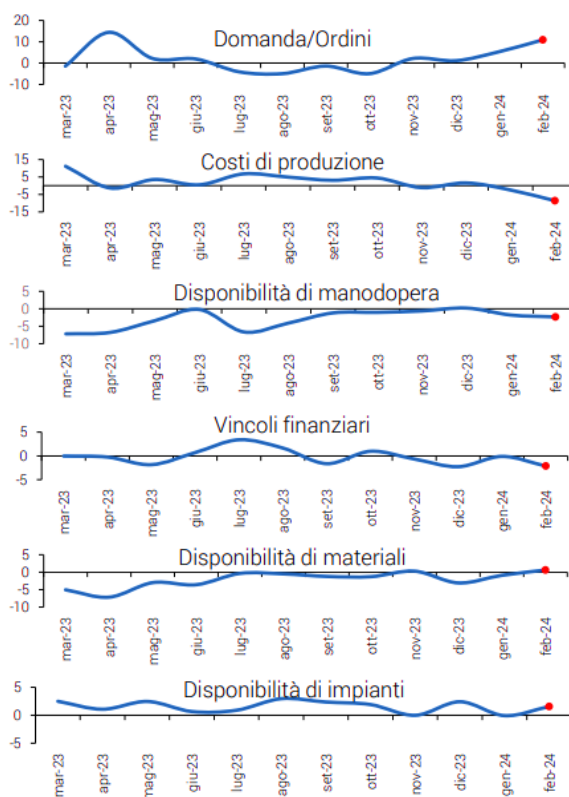 Domanda/Ordini
20
10
0
-10
mar-23 apr-23 mag-23 giu-23 lug-23 ago-23 set-23 ott-23 nov-23 dic-23 gen-24 feb-24
Costi di produzione
15
5
-5
-15
mar-23 apr-23 mag-23 giu-23 lug-23 ago-23 set-23 ott-23 nov-23 dic-23 gen-24 feb-24
Disponibilità di manodopera
5
0
-5
-10
mar-23 apr-23 mag-23 giu-23 lug-23 ago-23 set-23 ott-23 nov-23 dic-23 gen-24 feb-24
Vincoli finanziari
5
0
-5
mar-23 apr-23 mag-23 giu-23 lug-23 ago-23 set-23 ott-23 nov-23 dic-23 gen-24 feb-24
Disponibilità di materiali
5
0
-5
-10
mar-23 apr-23 mag-23 giu-23 lug-23 ago-23 set-23 ott-23 nov-23 dic-23 gen-24 feb-24
Disponibilità di impianti
5
0
-5
mar-23 apr-23 mag-23 giu-23 lug-23 ago-23 set-23 ott-23 nov-23 dic-23 gen-24 feb-24